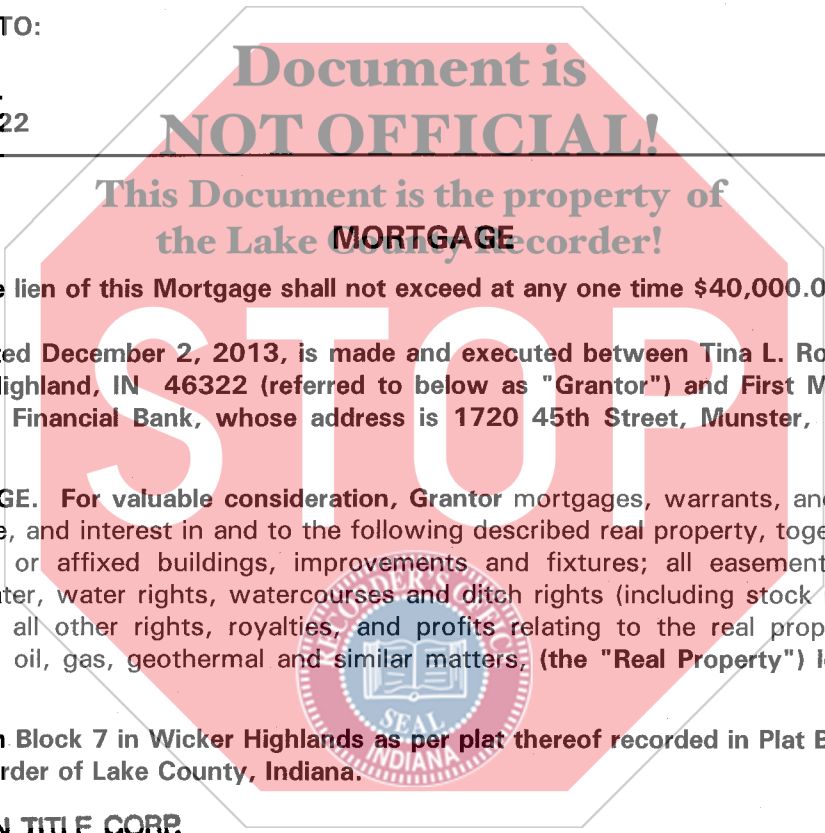 TO:
Document is
22
NOT OFFICIAL!
This Document is the property of
the Lake County Recorder!
MORTGAGE
lien of this Mortgage shall not exceed at any one time $40,000.0
ed December 2, 2013, is made and executed between Tina L. Ro
Highland, IN 46322 (referred to below as "Grantor") and First M
Financial Bank, whose address is 1720 45th Street, Munster,
STOP
GE. For valuable consideration, Grantor mortgages, warrants, an
e, and interest in and to the following described real property, toge
or affixed buildings, improvements and fixtures; all easement
ter, water rights, watercourses and ditch rights (including stock
all other rights, royalties, and profits relating to the real prop
oil, gas, geothermal and similar matters, (the "Real Property") l
RECORDER'S OFFICE
SEAL
INDIANA
Block 7 in Wicker Highlands as per plat thereof recorded in Plat B
rder of Lake County, Indiana.
N TITLE CORP.